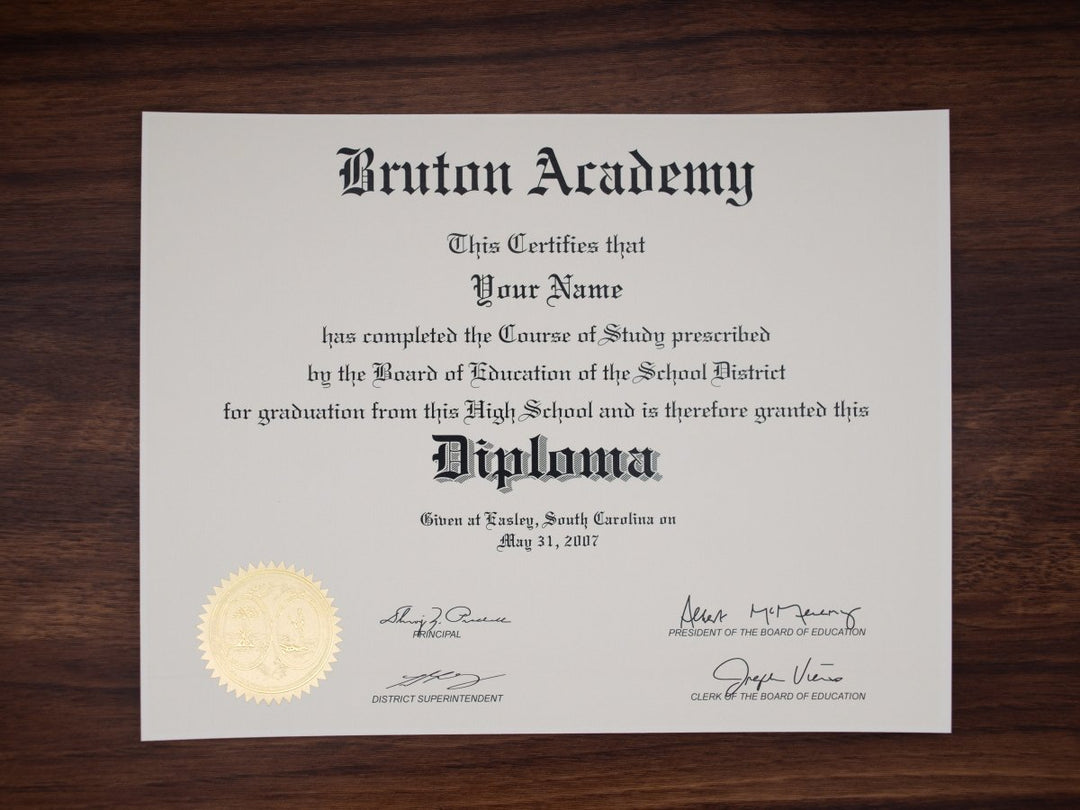 Bruton Academy
This Certifies that
Your Name
has completed the Course of Study prescribed
by the Board of Education of the School District
for graduation from this High School and is therefore granted this
Diploma
Given at Easley, South Carolina on
May 31, 2007
PRINCIPAL
Albert McMenemy
PRESIDENT OF THE BOARD OF EDUCATION
DISTRICT SUPERINTENDENT
Joseph
CLERK OF THE BOARD OF EDUCATION